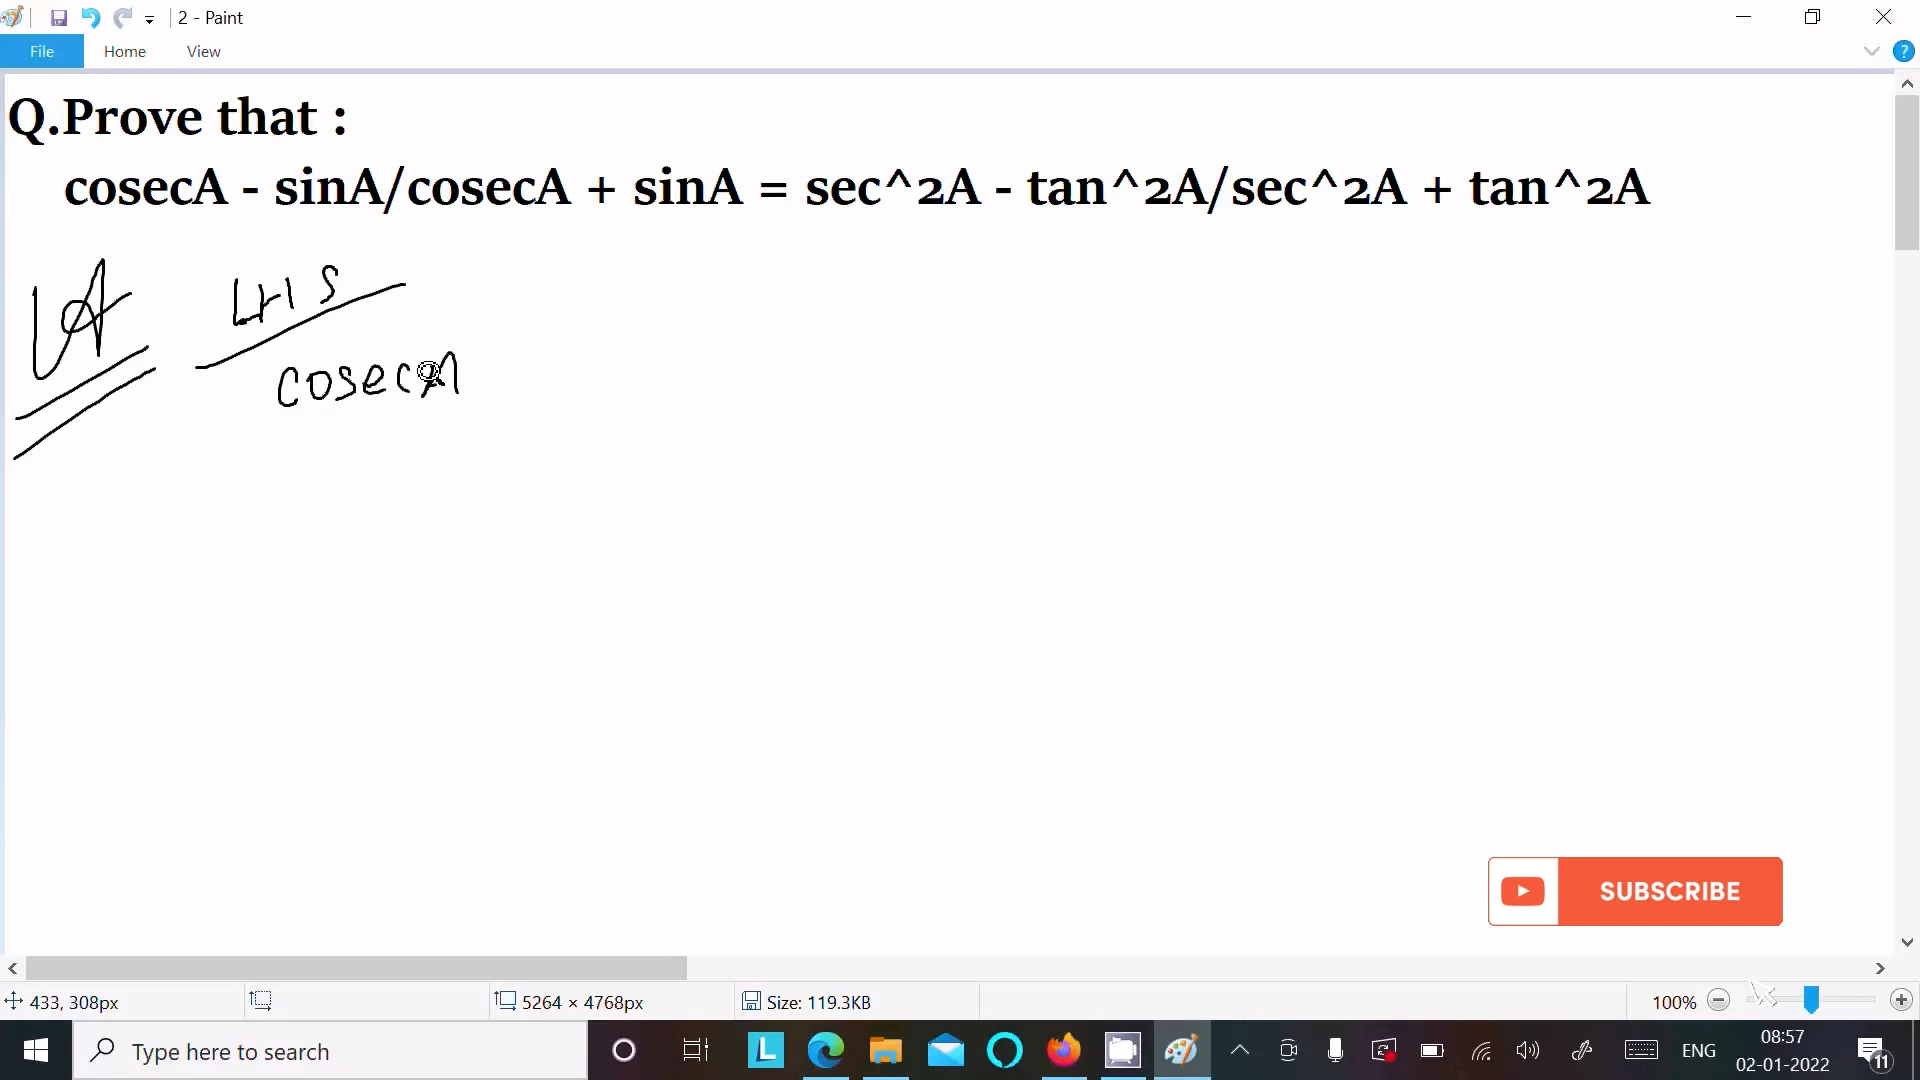 2 - Paint
File Home View
Q.Prove that :
cosecA - sinA/cosecA + sinA = sec^2A - tan^2A/sec^2A + tan^2A
LHS
cosecA
SUBSCRIBE
433, 308px 5264 × 4768px Size: 119.3KB 100%
Type here to search L ENG 08:57
02-01-2022 11